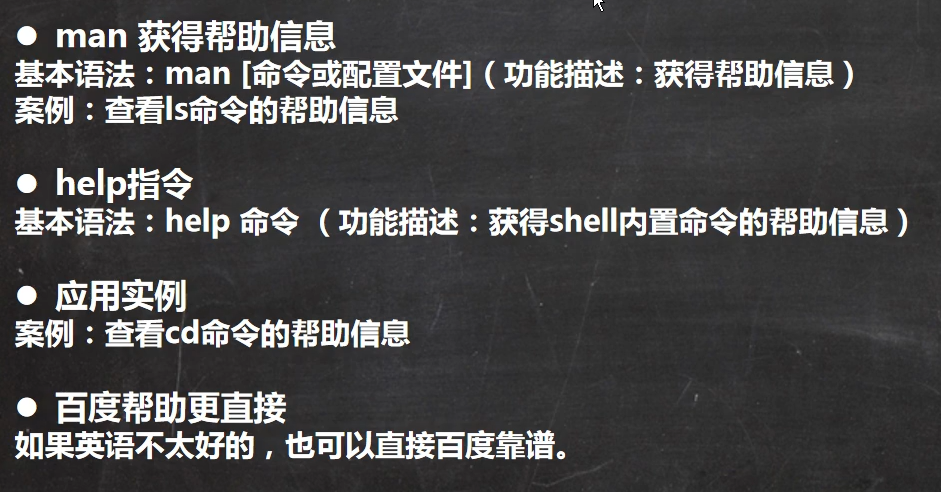 ● man 获得帮助信息
基本语法：man [命令或配置文件]（功能描述：获得帮助信息）
案例：查看ls命令的帮助信息
● help指令
基本语法：help 命令 （功能描述：获得shell内置命令的帮助信息）
● 应用实例
案例：查看cd命令的帮助信息
● 百度帮助更直接
如果英语不太好的，也可以直接百度靠谱。